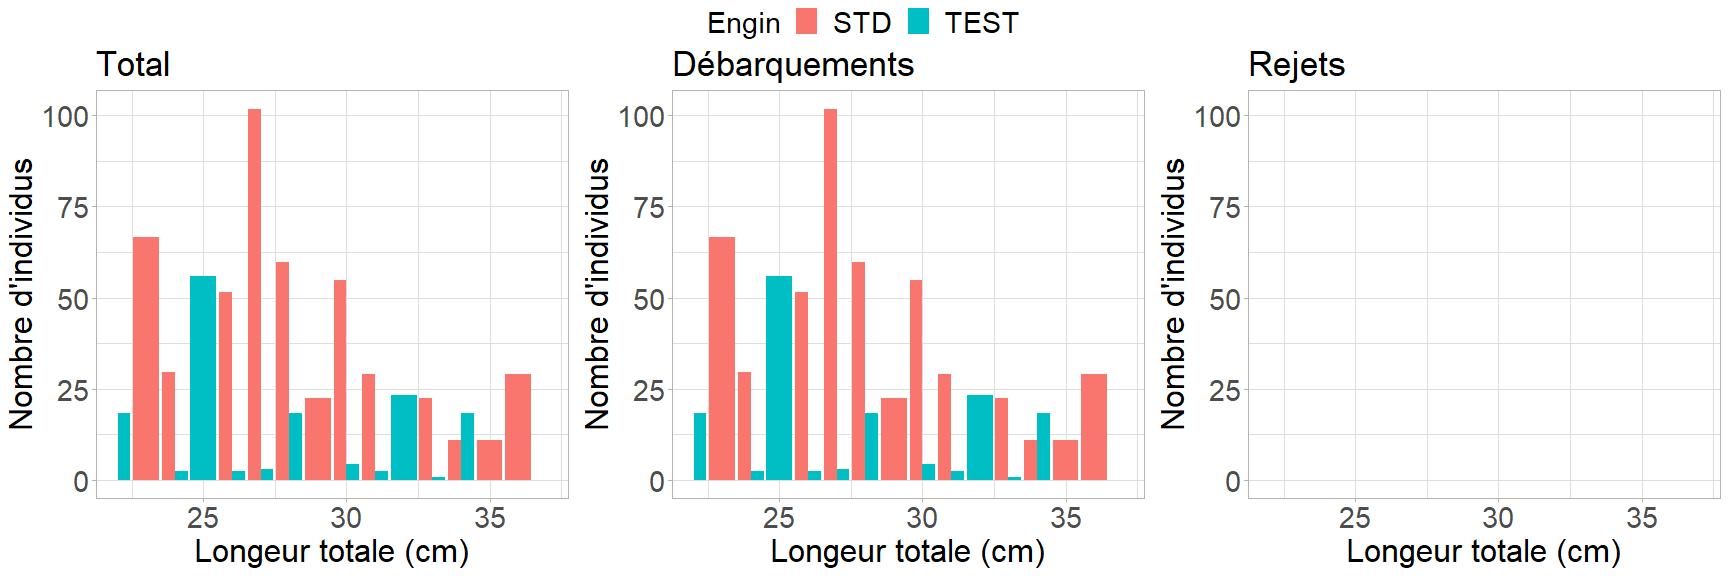 Engin STD TEST
Total
Nombre d'individus
100
75
50
25
0
25 30 35
Longeur totale (cm)
Débarquements
Nombre d'individus
100
75
50
25
0
25 30 35
Longeur totale (cm)
Rejets
Nombre d'individus
100
75
50
25
0
25 30 35
Longeur totale (cm)